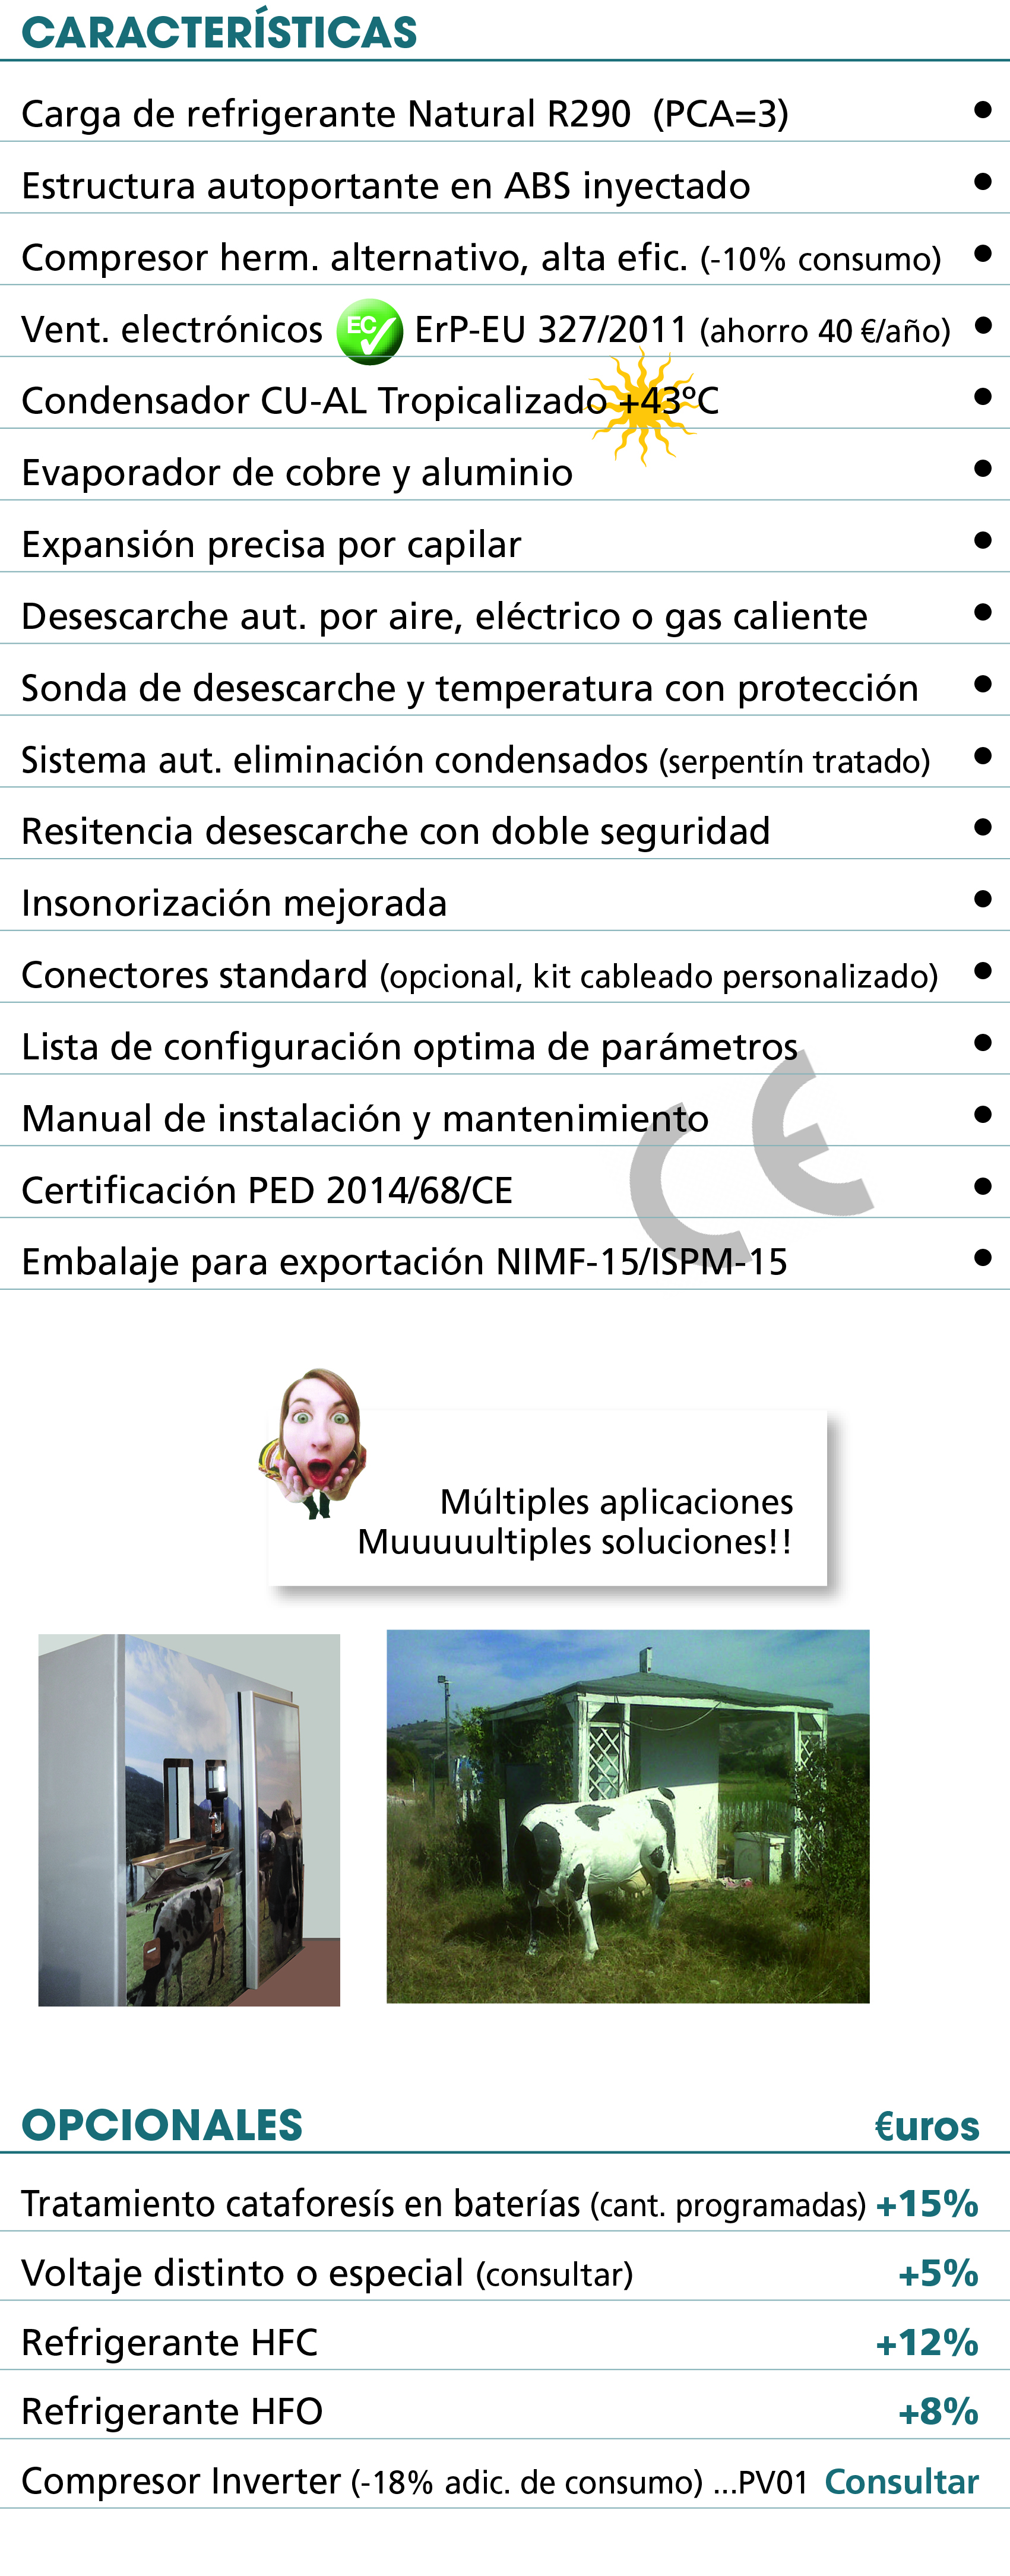 CARACTERÍSTICAS
Carga de refrigerante Natural R290 (PCA=3) •
Estructura autoportante en ABS inyectado •
Compresor herm. alternativo, alta efic. (-10% consumo) •
Vent. electrónicos EC ErP-EU 327/2011 (ahorro 40 €/año) •
Condensador CU-AL Tropicalizado +43ºC •
Evaporador de cobre y aluminio •
Expansión precisa por capilar •
Desescarche aut. por aire, eléctrico o gas caliente •
Sonda de desescarche y temperatura con protección •
Sistema aut. eliminación condensados (serpentín tratado) •
Resitencia desescarche con doble seguridad •
Insonorización mejorada •
Conectores standard (opcional, kit cableado personalizado) •
Lista de configuración optima de parámetros •
Manual de instalación y mantenimiento •
CE
Certificación PED 2014/68/CE •
Embalaje para exportación NIMF-15/ISPM-15 •
Múltiples aplicaciones
Muuuuultiples soluciones!!
OPCIONALES €uros
Tratamiento cataforesís en baterías (cant. programadas) +15%
Voltaje distinto o especial (consultar) +5%
Refrigerante HFC +12%
Refrigerante HFO +8%
Compresor Inverter (-18% adic. de consumo) ...PV01 Consultar